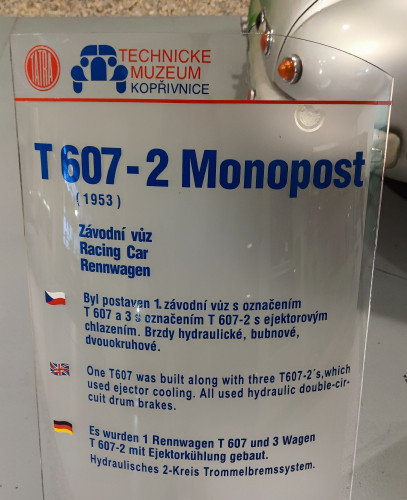 TATRA
TECHNICKE
MUZEUM
KOPŘIVNICE
T 607-2 Monopost
(1953)
Závodní vůz
Racing Car
Rennwagen
Byl postaven 1. závodní vůz s označením
T 607 a 3 s označením T 607-2 s ejektorovým
chlazením. Brzdy hydraulické, bubnové,
dvouokruhové.
One T607 was built along with three T607-2´s,which
used ejector cooling. All used hydraulic double-cir-
cuit drum brakes.
Es wurden 1 Rennwagen T 607 und 3 Wagen
T 607-2 mit Ejektorkühlung gebaut.
Hydraulisches 2-Kreis Trommelbremssystem.